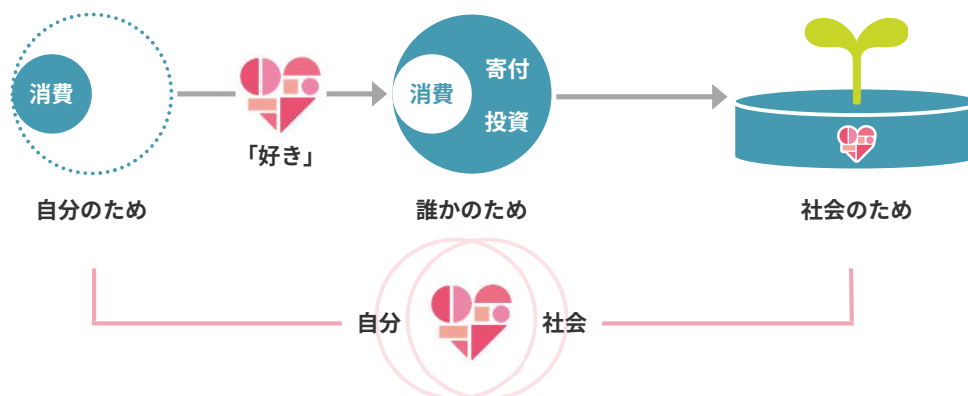 消費
「好き」
消費
寄付
投資
自分のため
誰かのため
社会のため
自分
社会